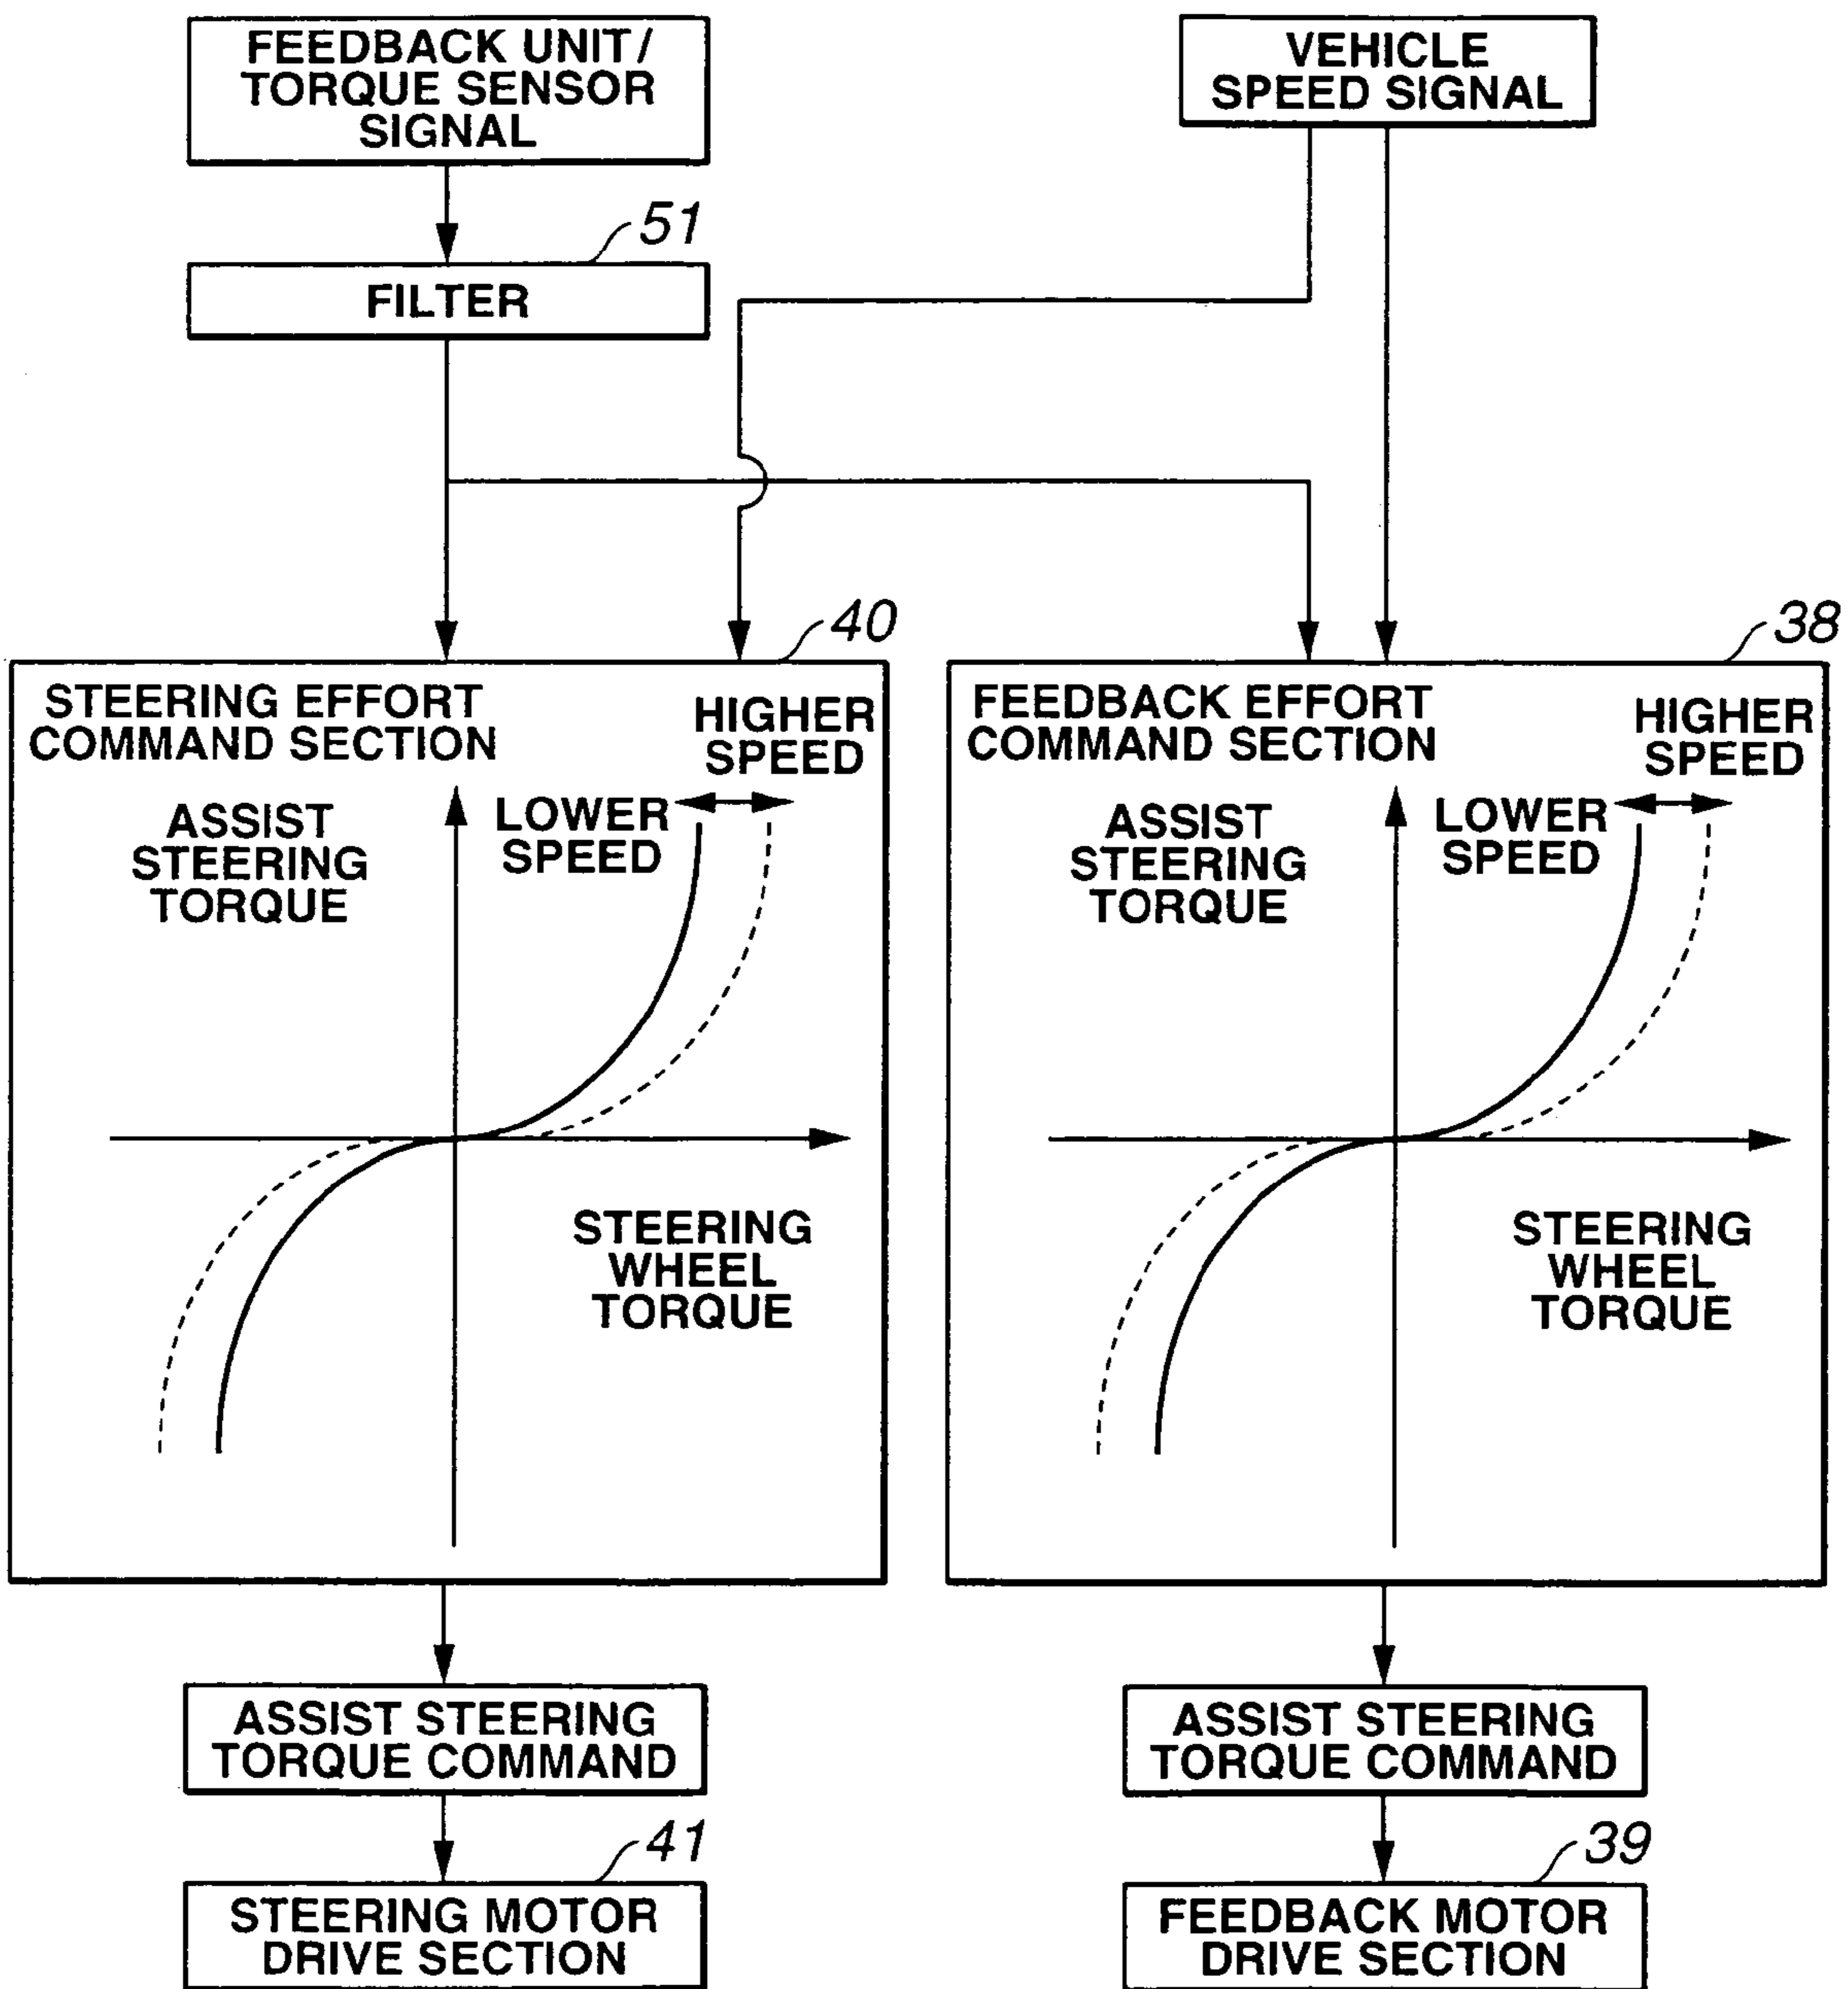 FEEDBACK UNIT/
TORQUE SENSOR
SIGNAL
VEHICLE
SPEED SIGNAL
51
FILTER
40
38
STEERING EFFORT
COMMAND SECTION
HIGHER
SPEED
LOWER
SPEED
ASSIST
STEERING
TORQUE
STEERING
WHEEL
TORQUE
FEEDBACK EFFORT
COMMAND SECTION
HIGHER
SPEED
LOWER
SPEED
ASSIST
STEERING
TORQUE
STEERING
WHEEL
TORQUE
ASSIST STEERING
TORQUE COMMAND
ASSIST STEERING
TORQUE COMMAND
41
STEERING MOTOR
DRIVE SECTION
39
FEEDBACK MOTOR
DRIVE SECTION